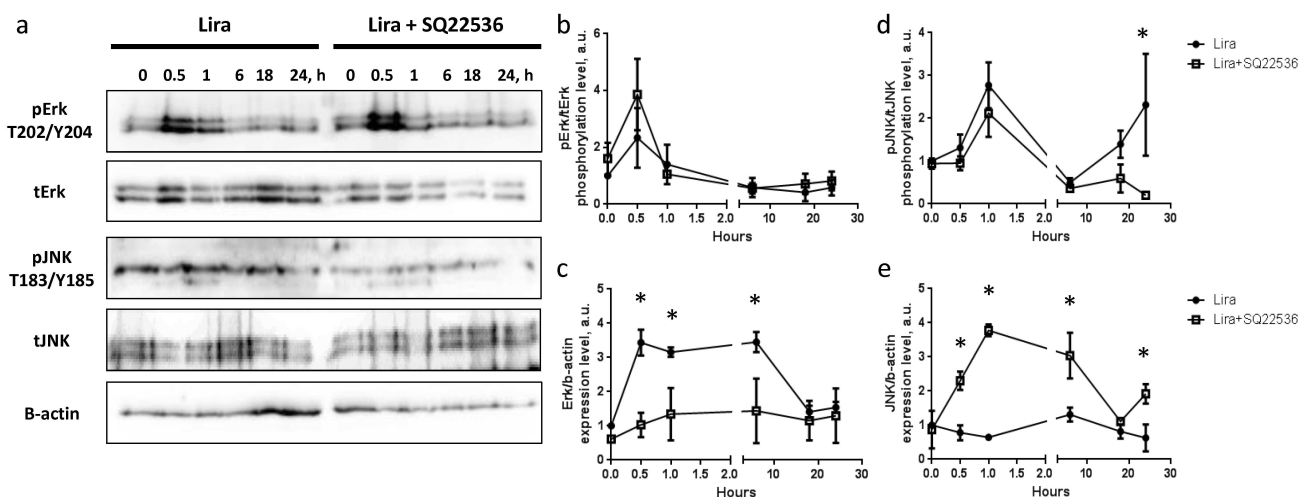 a
Lira
Lira + SQ22536
0 0.5 1 6 18 24, h
0 0.5 1 6 18 24, h
pErk
T202/Y204
tErk
pJNK
T183/Y185
tJNK
B-actin
b
pErk/tErk
phosphorylation level, a.u.
6
4
2
0
0.0 0.5 1.0 1.5 2.0 10 20 30
Hours
c
Erk/b-actin
expression level, a.u.
5
4
3
2
1
0
0.0 0.5 1.0 1.5 2.0 10 20 30
Hours
* * *
d
pJNK/tJNK
phosphorylation level, a.u.
4
3
2
1
0
0.0 0.5 1.0 2.0 10 20 30
Hours
*
Lira
Lira+SQ22536
e
JNK/b-actin
expression level, a.u.
5
4
3
2
1
0
0.0 0.5 1.0 2.0 10 20 30
Hours
* * * *
Lira
Lira+SQ22536